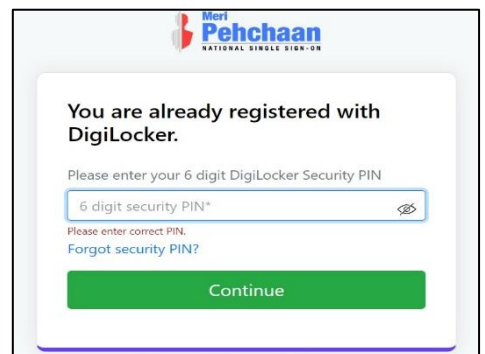 Meri
Pehchaan
NATIONAL SINGLE SIGN-ON
You are already registered with
DigiLocker.
Please enter your 6 digit DigiLocker Security PIN
6 digit security PIN*
Please enter correct PIN.
Forgot security PIN?
Continue